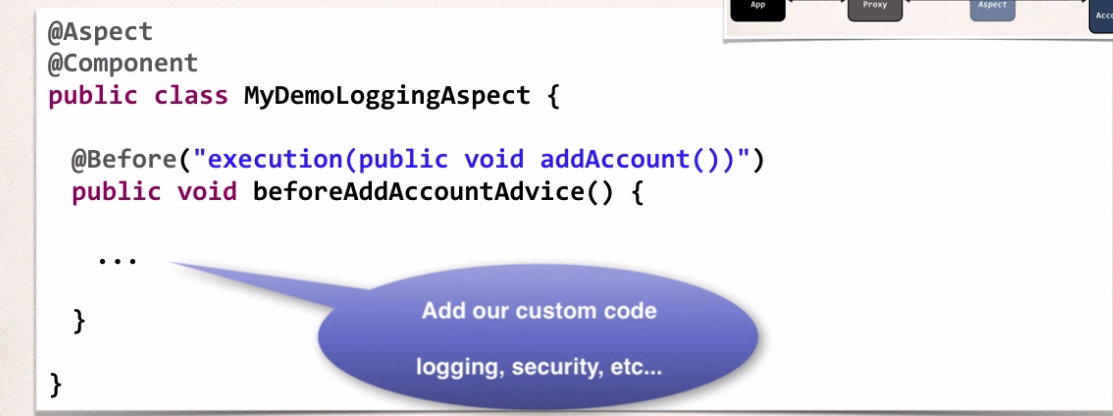 App
Proxy
Aspect
@Aspect
@Component
public class MyDemoLoggingAspect {
@Before("execution(public void addAccount())")
public void beforeAddAccountAdvice() {
...
Add our custom code
logging, security, etc...
}
}